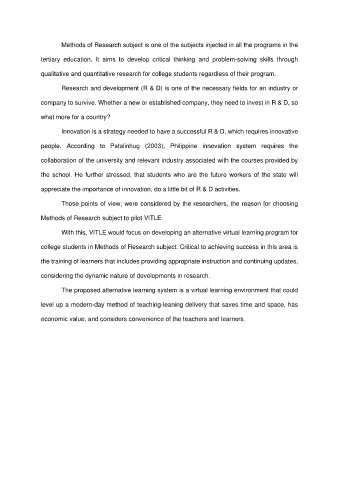 Methods of Research subject is one of the subjects injected in all the programs in the
tertiary education. It aims to develop critical thinking and problem-solving skills through
qualitative and quantitative research for college students regardless of their program.
Research and development (R & D) is one of the necessary fields for an industry or
company to survive. Whether a new or established company, they need to invest in R & D, so
what more for a country?
Innovation is a strategy needed to have a successful R & D, which requires innovative
people. According to Patalinhug (2003), Philippine innovation system requires the
collaboration of the university and relevant industry associated with the courses provided by
the school. He further stressed, that students who are the future workers of the state will
appreciate the importance of innovation, do a little bit of R & D activities.
Those points of view, were considered by the researchers, the reason for choosing
Methods of Research subject to pilot VITLE.
With this, VITLE would focus on developing an alternative virtual learning program for
college students in Methods of Research subject. Critical to achieving success in this area is
the training of learners that includes providing appropriate instruction and continuing updates,
considering the dynamic nature of developments in research.
The proposed alternative learning system is a virtual learning environment that could
level up a modern-day method of teaching-leaning delivery that saves time and space, has
economic value, and considers convenience of the teachers and learners.